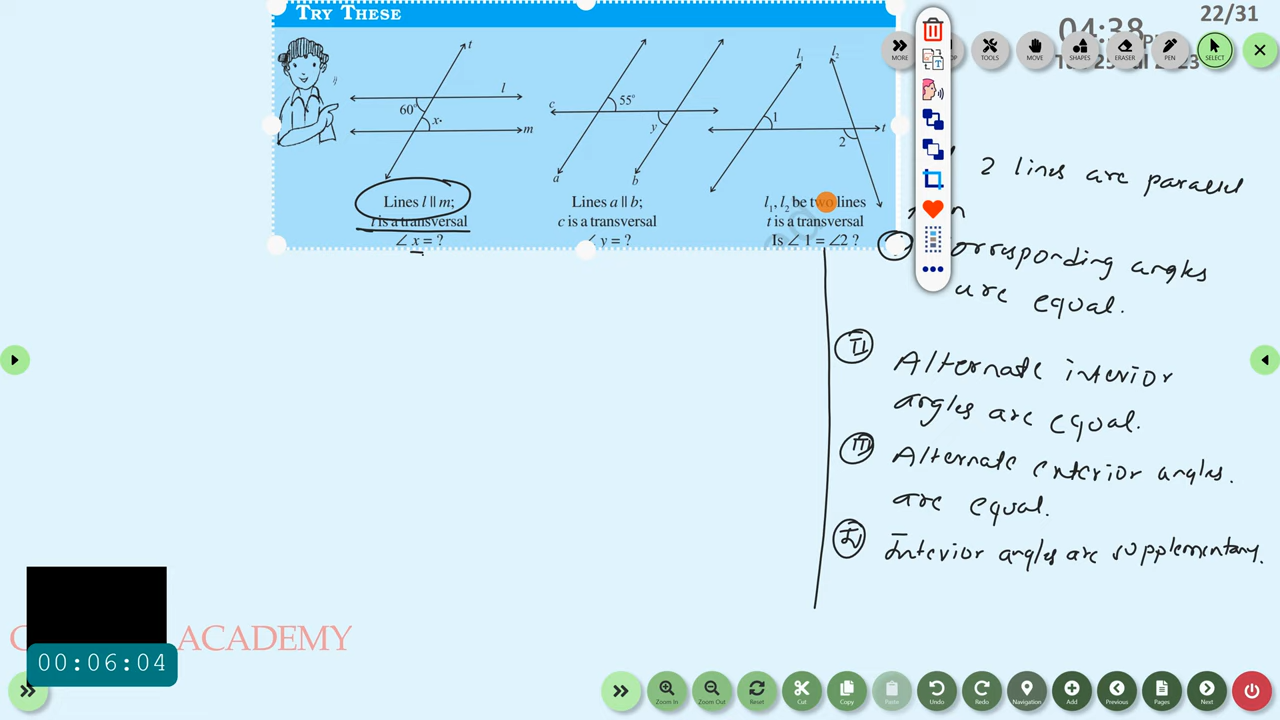 TRY THESE
22/31
04:38
t
l
60°
x
m
c
55°
y
a
b
l₁
l₂
1
2
t
Lines l || m;
t is a transversal
∠ x = ?
Lines a || b;
c is a transversal
∠ y = ?
l₁, l₂ be two lines
t is a transversal
Is ∠ 1 = ∠2 ?
MORE
TOOLS
MOVE
SHAPES
ERASER
PEN
SELECT
2 lines are parallel
orresponding angles
are equal.
II
Alternate interior
angles are equal.
III
Alternate exterior angles.
are equal.
IV
Interior angles are supplementary.
ACADEMY
00:06:04
Zoom In
Zoom Out
Reset
Cut
Copy
Paste
Undo
Redo
Navigation
Add
Previous
Pages
Next